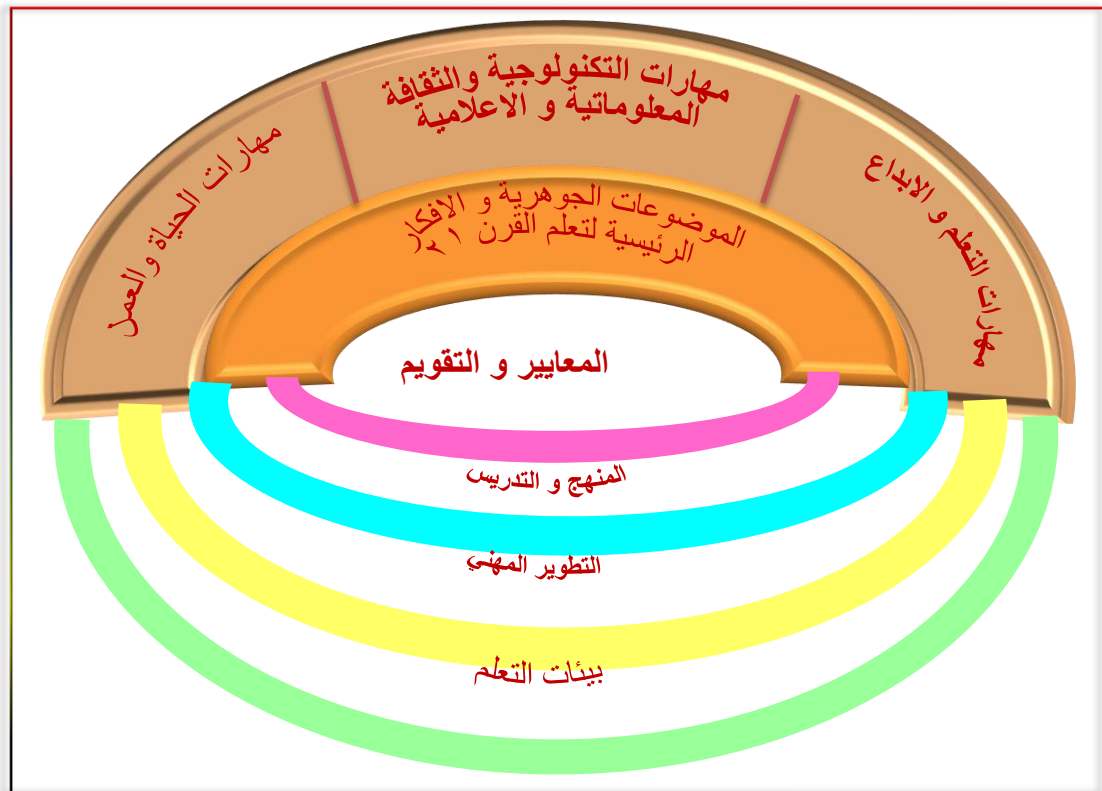 مهارات التكنولوجية والثقافة
المعلوماتية و الاعلامية
مهارات التعلم و الابداع
مهارات الحياة والعمل
الموضوعات الجوهرية و الافكار
الرئيسية لتعلم القرن ٢١
المعايير و التقويم
المنهج و التدريس
التطوير المهني
بيئات التعلم